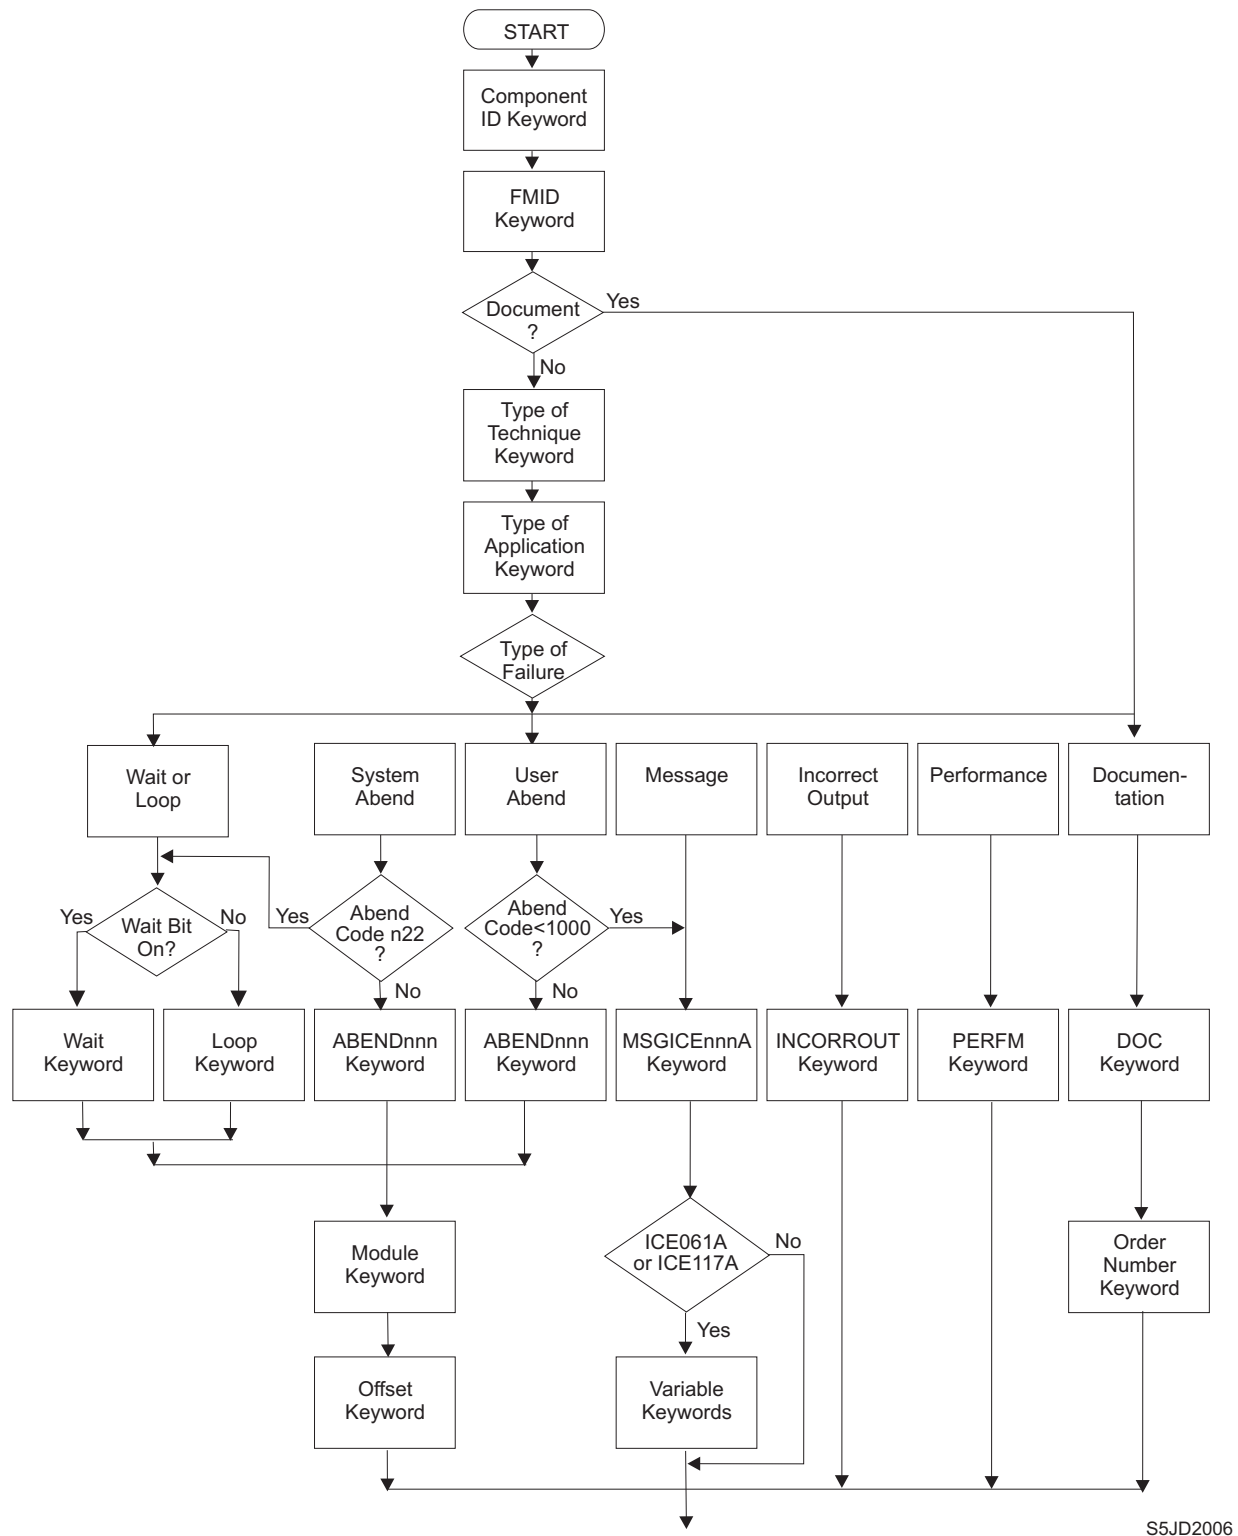 START
Component
ID Keyword
FMID
Keyword
Document
?
Yes
No
Type of
Technique
Keyword
Type of
Application
Keyword
Type of
Failure
Wait or
Loop
System
Abend
User
Abend
Message
Incorrect
Output
Performance
Documen-
tation
Yes
Wait Bit
On?
No
Yes
Abend
Code n22
?
No
Abend
Code<1000
?
Yes
No
Wait
Keyword
Loop
Keyword
ABENDnnn
Keyword
ABENDnnn
Keyword
MSGICEnnnA
Keyword
INCORROUT
Keyword
PERFM
Keyword
DOC
Keyword
Module
Keyword
ICE061A
or ICE117A
No
Yes
Order
Number
Keyword
Offset
Keyword
Variable
Keywords
S5JD2006